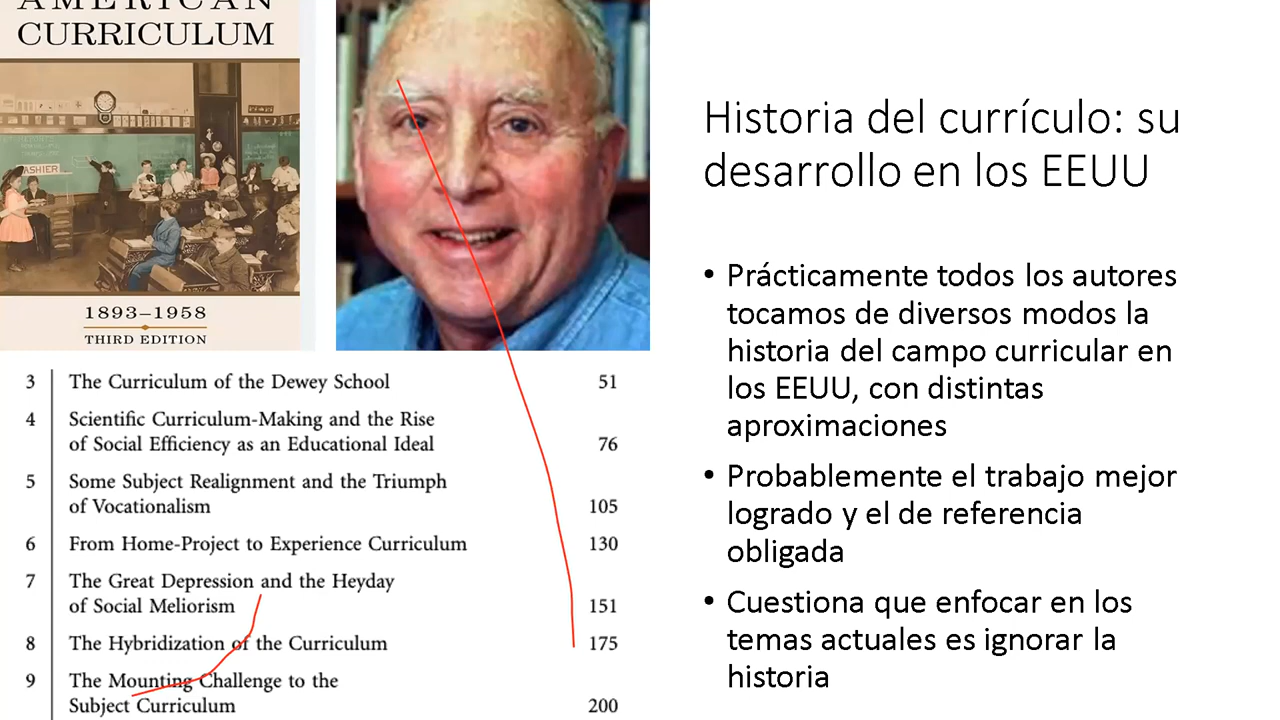 AMERICAN
CURRICULUM
ASHIER
1893–1958
THIRD EDITION
3 The Curriculum of the Dewey School 51
4 Scientific Curriculum-Making and the Rise
of Social Efficiency as an Educational Ideal 76
5 Some Subject Realignment and the Triumph
of Vocationalism 105
6 From Home-Project to Experience Curriculum 130
7 The Great Depression and the Heyday
of Social Meliorism 151
8 The Hybridization of the Curriculum 175
9 The Mounting Challenge to the
Subject Curriculum 200
Historia del currículo: su
desarrollo en los EEUU
• Prácticamente todos los autores
tocamos de diversos modos la
historia del campo curricular en
los EEUU, con distintas
aproximaciones
• Probablemente el trabajo mejor
logrado y el de referencia
obligada
• Cuestiona que enfocar en los
temas actuales es ignorar la
historia